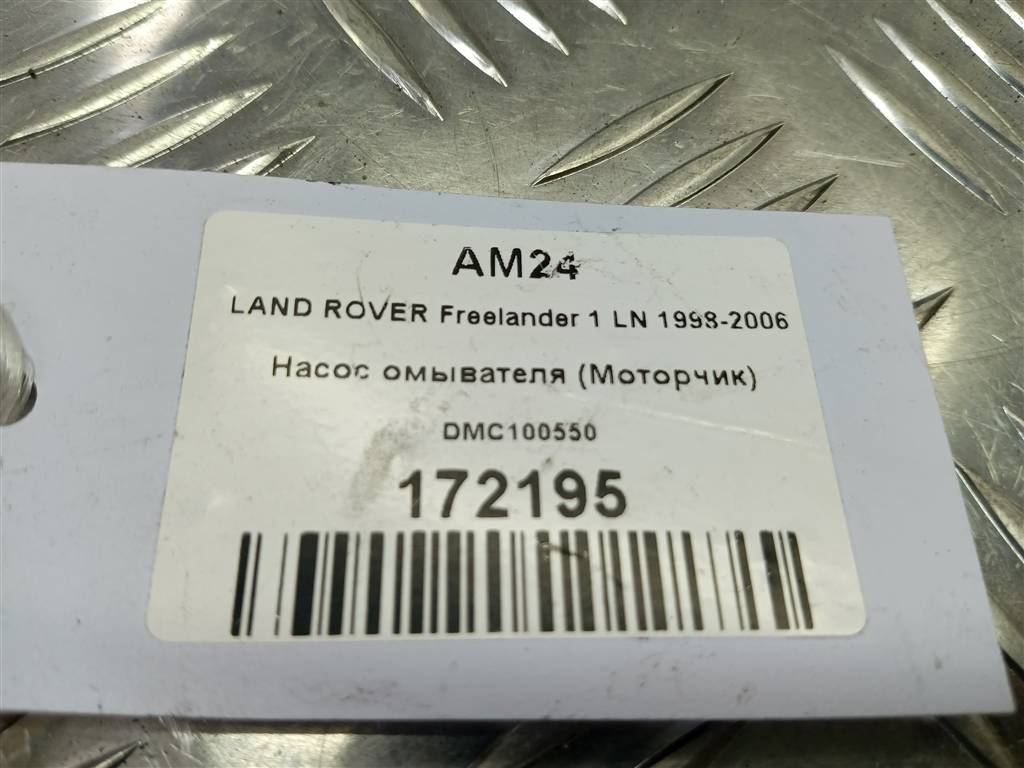 AM24
LAND ROVER Freelander 1 LN 1998-2006
Насос омывателя (Моторчик)
DMC100550
172195